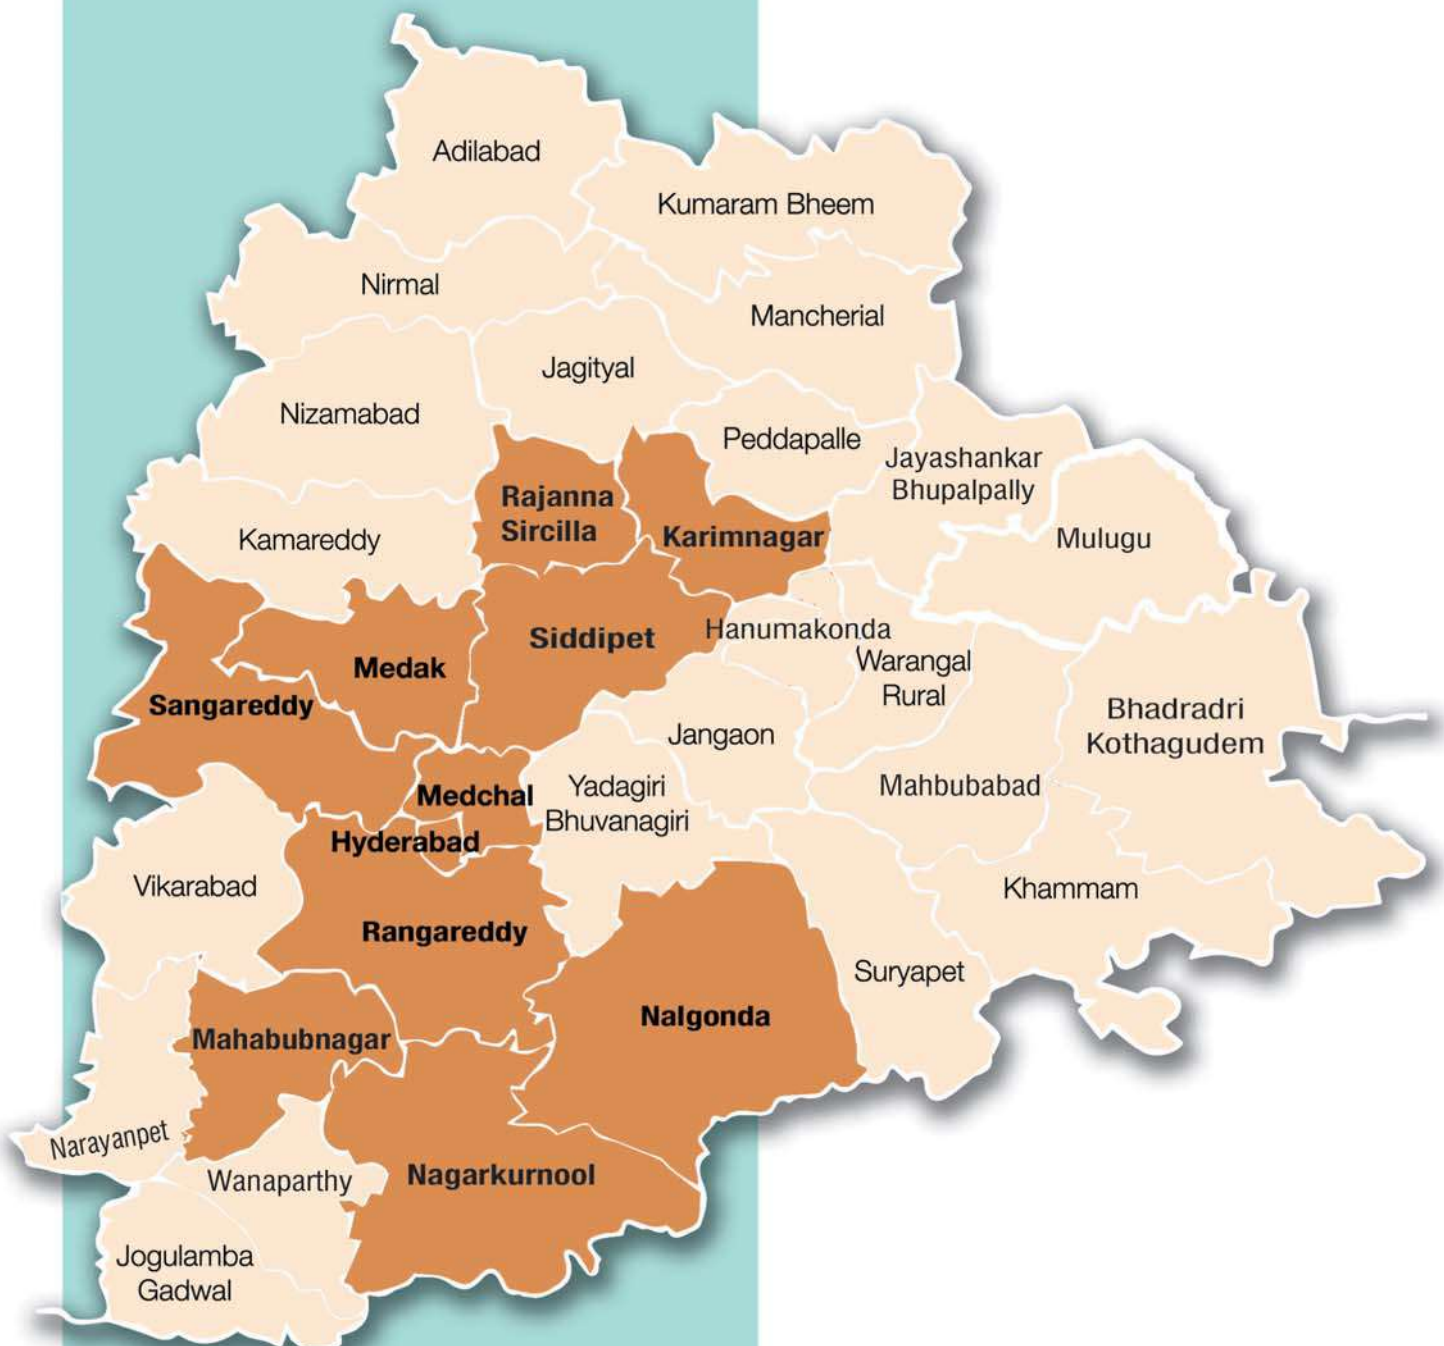 Adilabad
Kumaram Bheem
Nirmal
Mancherial
Jagityal
Nizamabad
Peddapalle
Jayashankar
Bhupalpally
Rajanna
Sircilla
Karimnagar
Kamareddy
Mulugu
Siddipet
Hanumakonda
Medak
Warangal
Rural
Sangareddy
Bhadradri
Kothagudem
Jangaon
Medchal
Yadagiri
Bhuvanagiri
Mahbubabad
Hyderabad
Vikarabad
Khammam
Rangareddy
Suryapet
Nalgonda
Mahabubnagar
Narayanpet
Wanaparthy
Nagarkurnool
Jogulamba
Gadwal